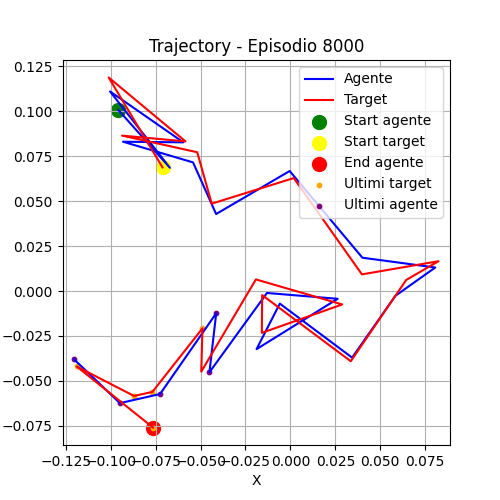 Trajectory - Episodio 8000
0.125
0.100
0.075
0.050
0.025
0.000
−0.025
−0.050
−0.075
Agente
Target
Start agente
Start target
End agente
Ultimi target
Ultimi agente
−0.125 −0.100 −0.075 −0.050 −0.025 0.000 0.025 0.050 0.075
X